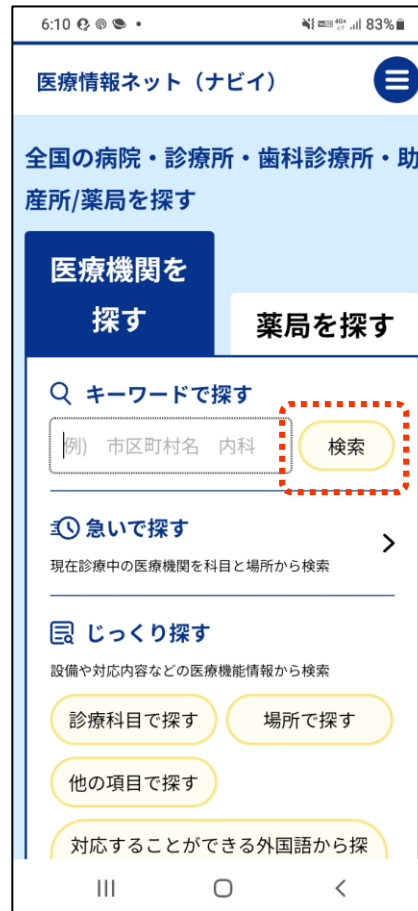 6:10
4G+
83%
医療情報ネット（ナビイ）
全国の病院・診療所・歯科診療所・助
産所/薬局を探す
医療機関を
探す
薬局を探す
キーワードで探す
例) 市区町村名 内科
検索
急いで探す
現在診療中の医療機関を科目と場所から検索
じっくり探す
設備や対応内容などの医療機能情報から検索
診療科目で探す
場所で探す
他の項目で探す
対応することができる外国語から探